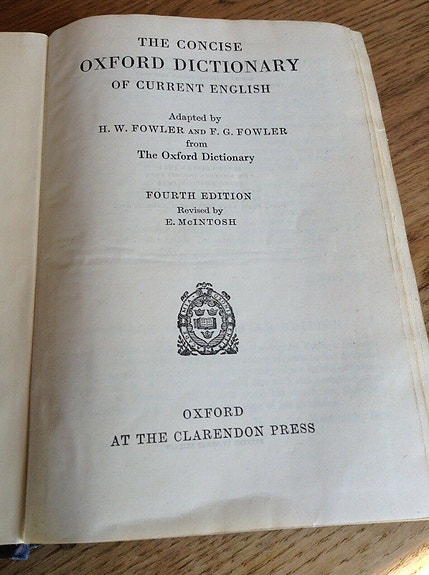 THE CONCISE
OXFORD DICTIONARY
OF CURRENT ENGLISH
Adapted by
H. W. FOWLER AND F. G. FOWLER
from
The Oxford Dictionary
FOURTH EDITION
Revised by
E. McINTOSH
OXFORD
AT THE CLARENDON PRESS